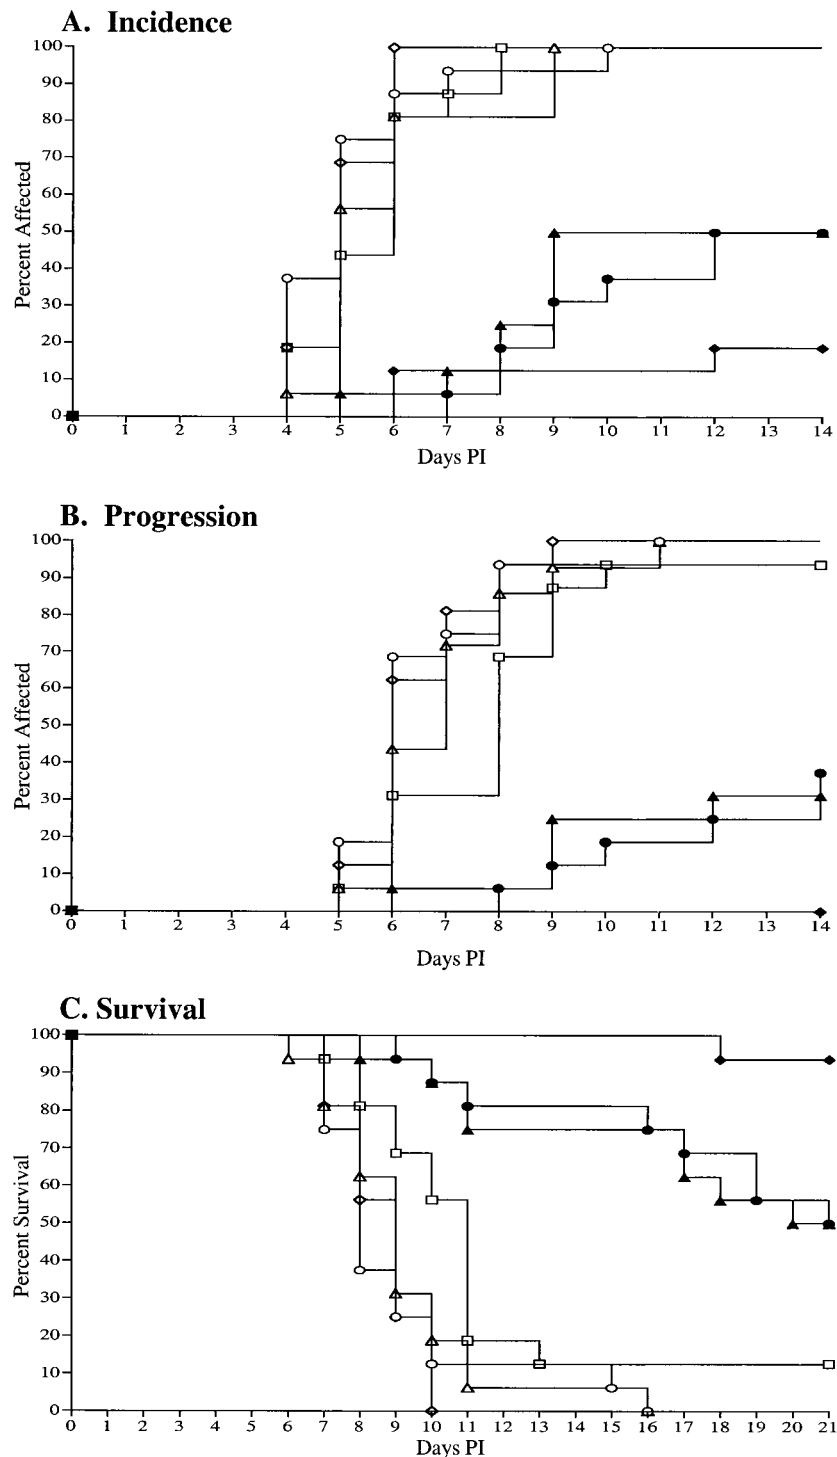 A. Incidence
Percent Affected
100
90
80
70
60
50
40
30
20
10
0
0 1 2 3 4 5 6 7 8 9 10 11 12 13 14
Days PI
B. Progression
Percent Affected
100
90
80
70
60
50
40
30
20
10
0
0 1 2 3 4 5 6 7 8 9 10 11 12 13 14
Days PI
C. Survival
Percent Survival
100
90
80
70
60
50
40
30
20
10
0
0 1 2 3 4 5 6 7 8 9 10 11 12 13 14 15 16 17 18 19 20 21
Days PI